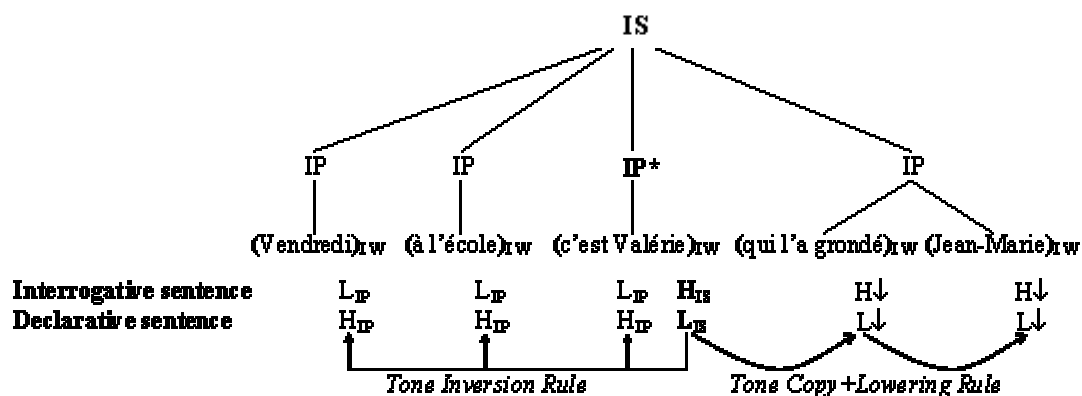 IS
IP IP IP* IP
(Vendredi)IW (à l'école)IW (c'est Valérie)IW (qui l'a grondé)IW (Jean-Marie)IW
Interrogative sentence LIP LIP LIP HIS H↓ H↓
Declarative sentence HIP HIP HIP LIS L↓ L↓
Tone Inversion Rule Tone Copy+Lowering Rule